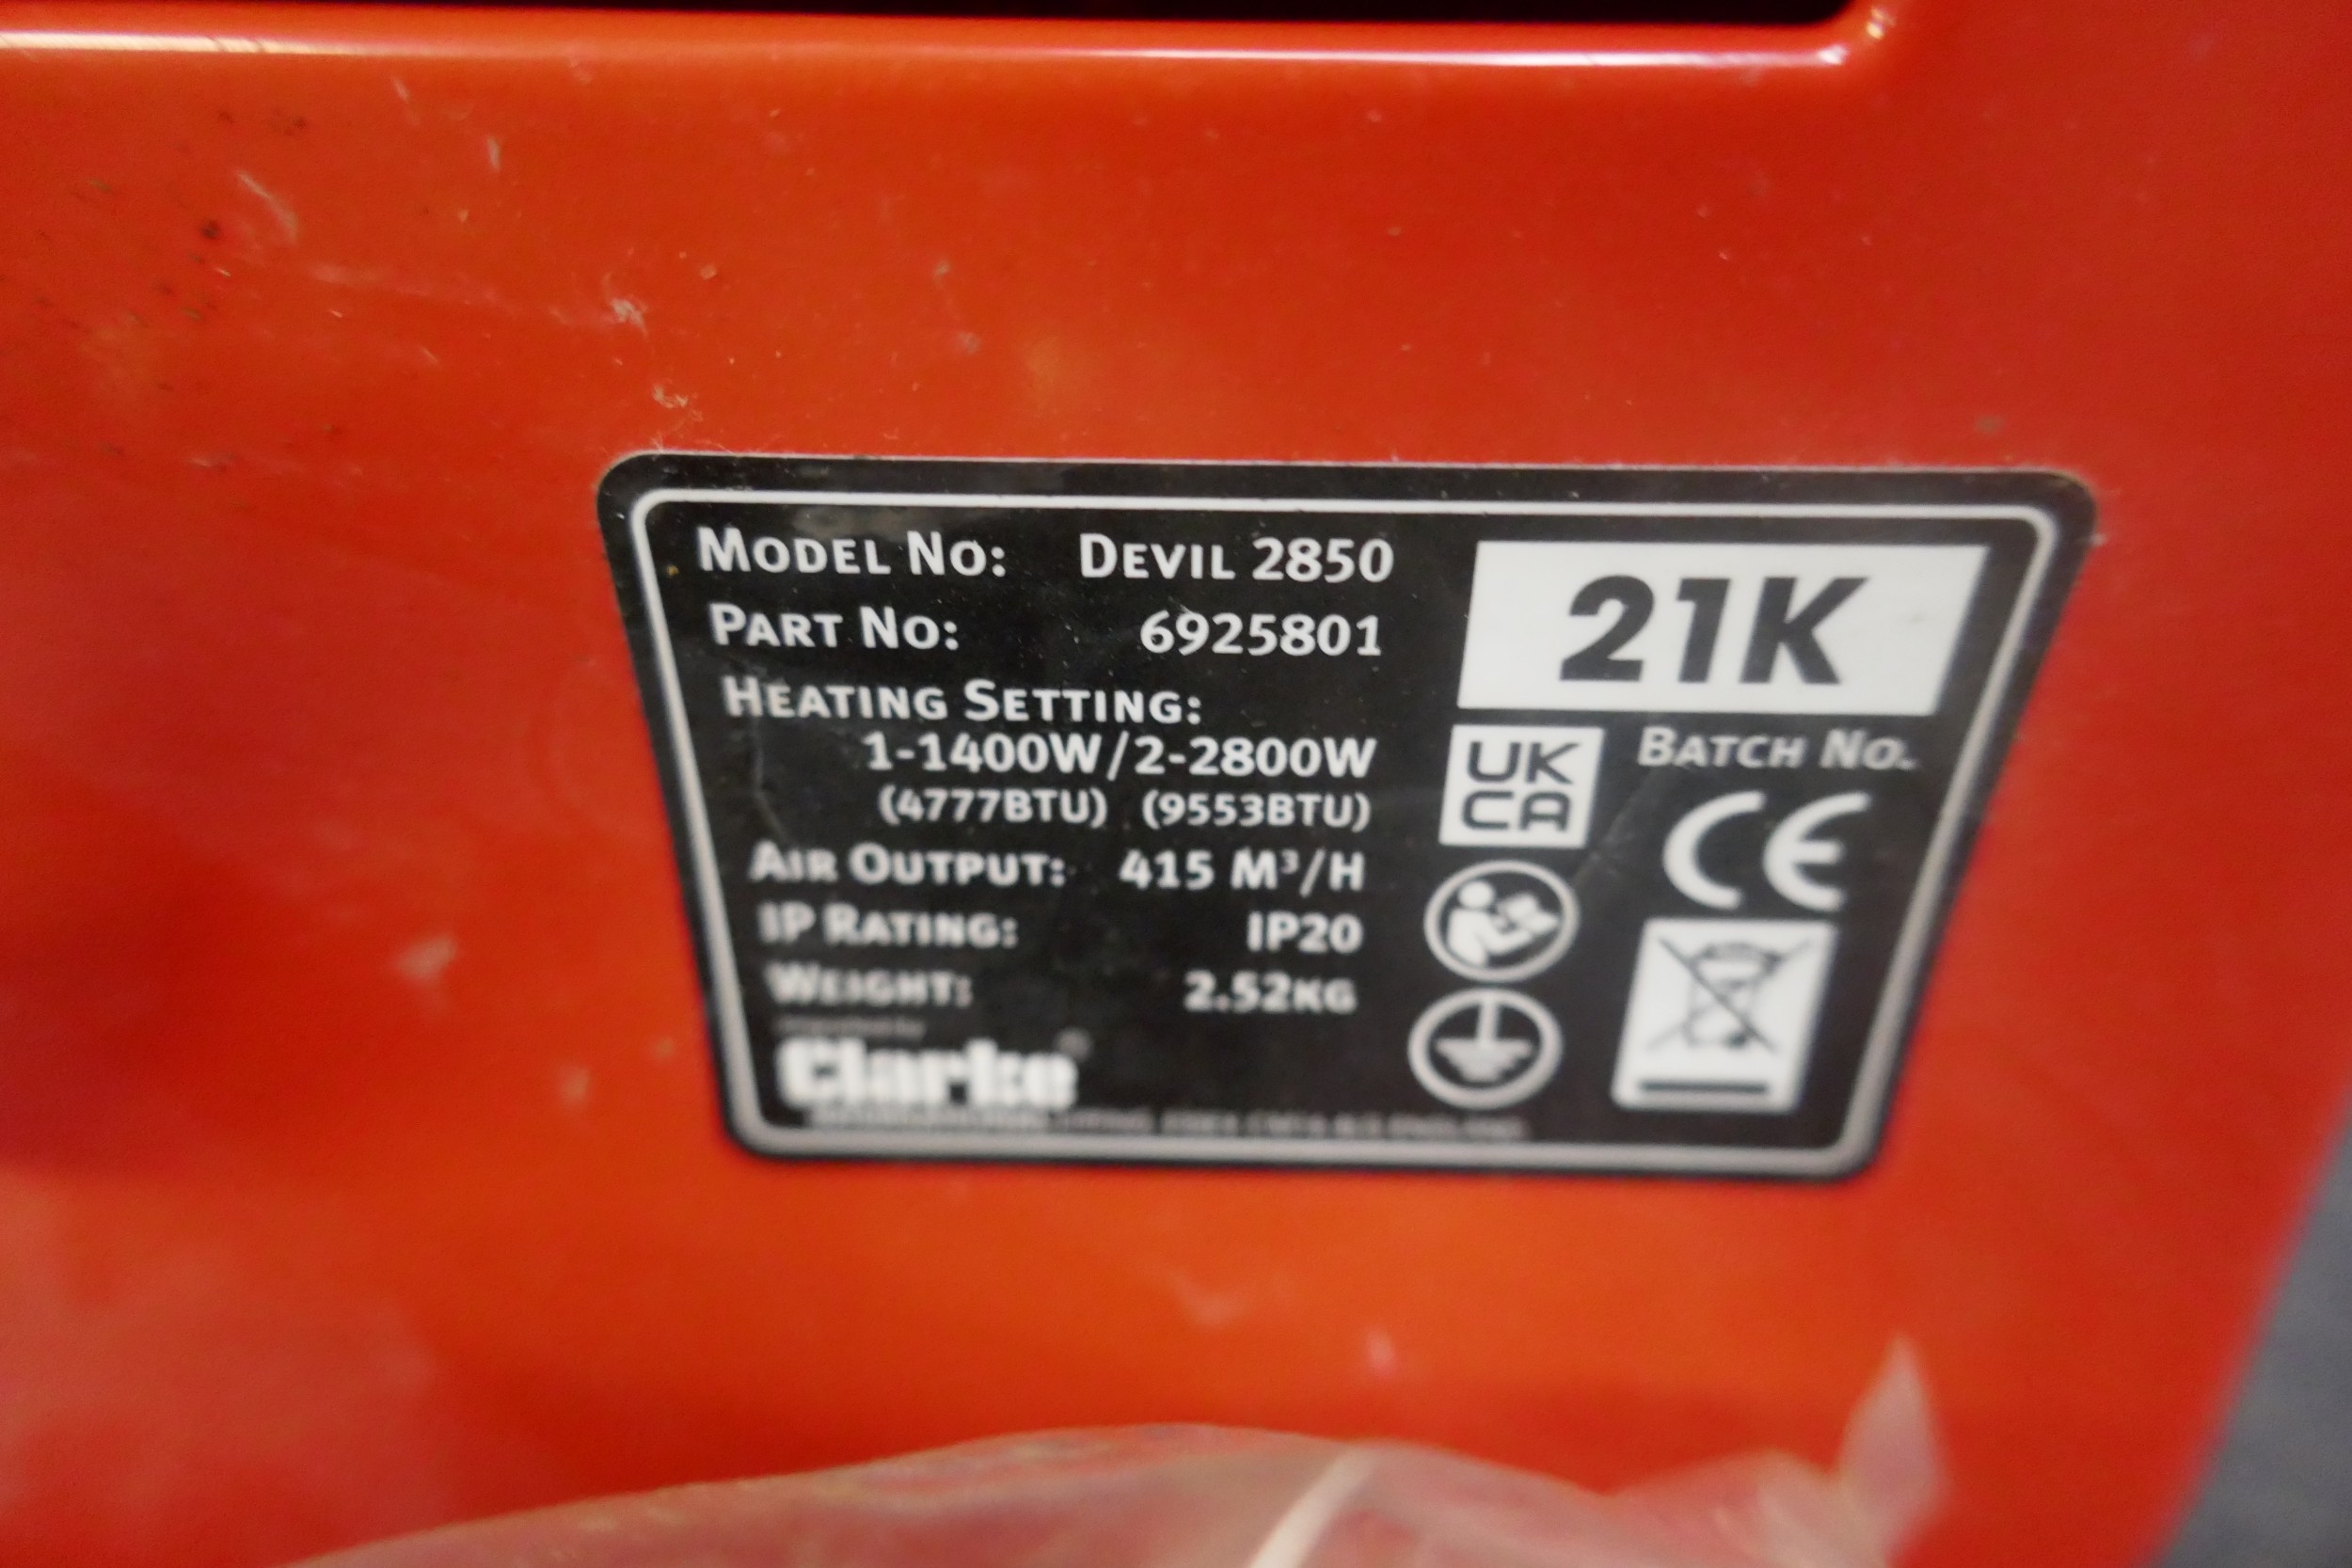 MODEL NO: DEVIL 2850
PART NO: 6925801
HEATING SETTING:
1-1400W/2-2800W
(4777BTU) (9553BTU)
AIR OUTPUT: 415 M³/H
IP RATING: IP20
WEIGHT: 2.52KG
Clarke
21K
BATCH NO.
UK
CA
CE